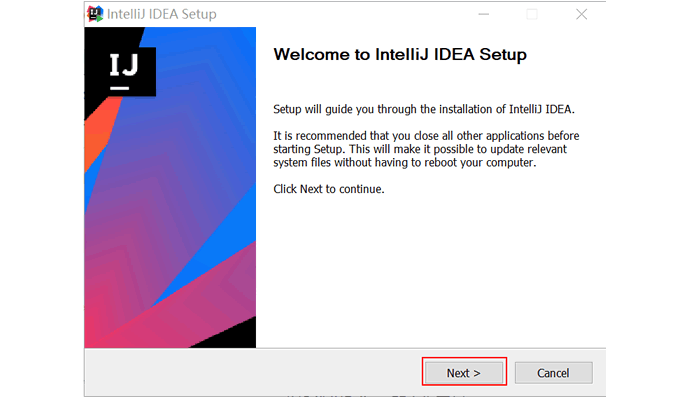 IntelliJ IDEA Setup
IJ
Welcome to IntelliJ IDEA Setup
Setup will guide you through the installation of IntelliJ IDEA.
It is recommended that you close all other applications before
starting Setup. This will make it possible to update relevant
system files without having to reboot your computer.
Click Next to continue.
Next >
Cancel